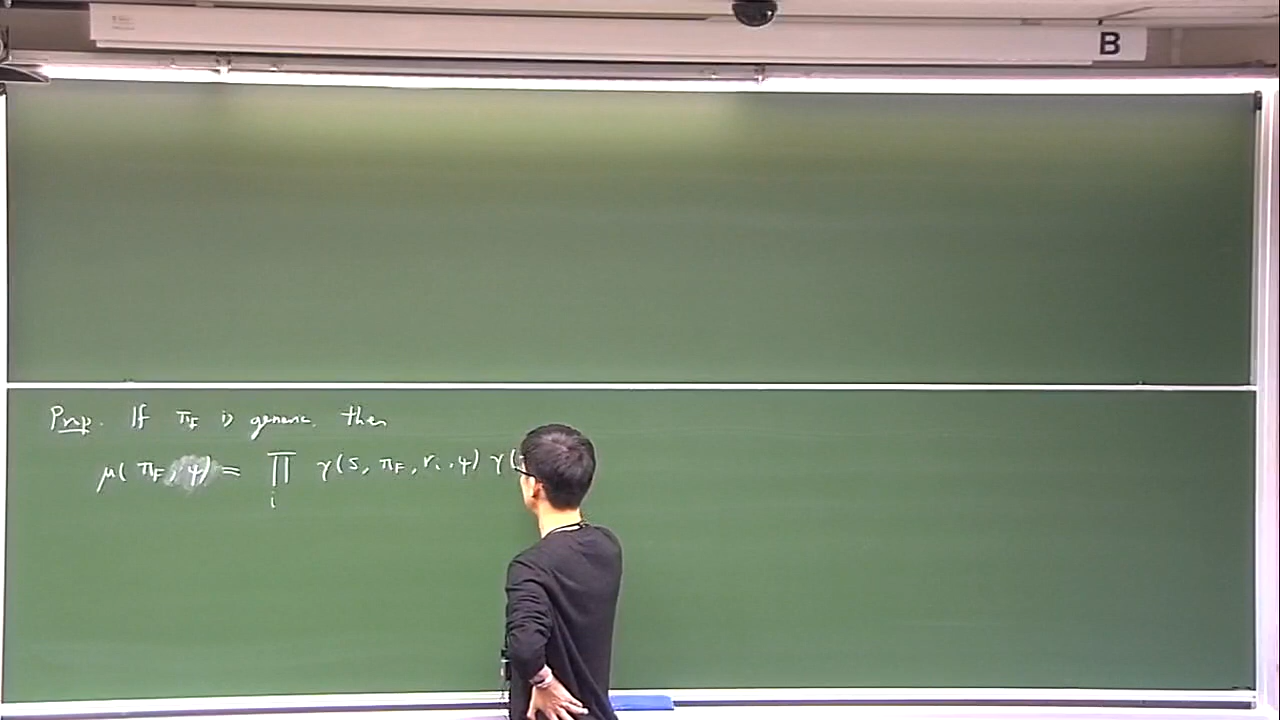 B
Prop. If π_F is generic, then
μ(π_F, ψ) = ∏_i γ(s, π_F, r_i, ψ) γ(